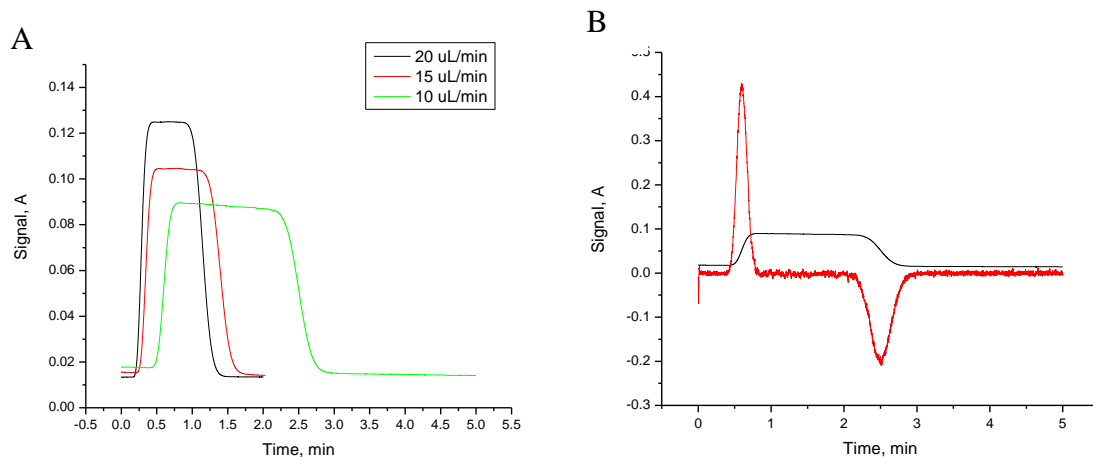 A
20 uL/min
15 uL/min
10 uL/min
0.14
0.12
0.10
0.08
0.06
0.04
0.02
0.00
Signal, A
-0.5 0.0 0.5 1.0 1.5 2.0 2.5 3.0 3.5 4.0 4.5 5.0 5.5
Time, min
B
0.5
0.4
0.3
0.2
0.1
0.0
-0.1
-0.2
-0.3
Signal, A
0 1 2 3 4 5
Time, min